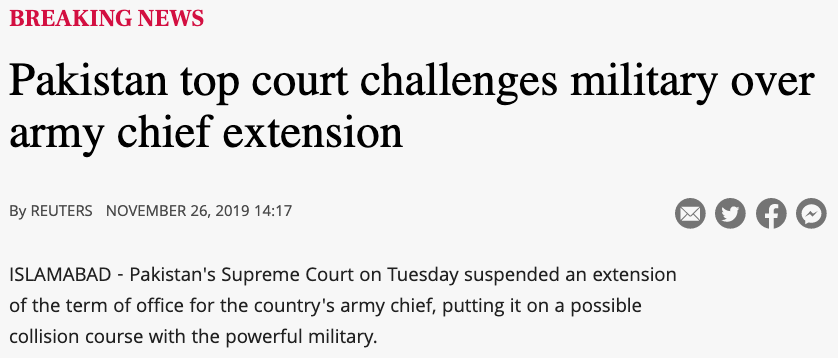 BREAKING NEWS
Pakistan top court challenges military over
army chief extension
By REUTERS NOVEMBER 26, 2019 14:17
ISLAMABAD - Pakistan's Supreme Court on Tuesday suspended an extension
of the term of office for the country's army chief, putting it on a possible
collision course with the powerful military.